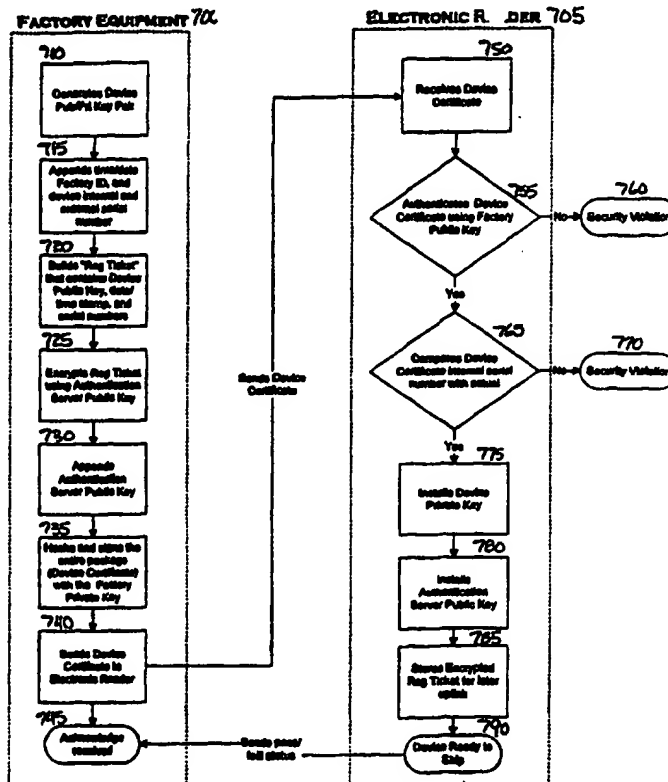 FACTORY EQUIPMENT
ELECTRONIC R DER 705
710
Generates Device
Pub/Pri Key Pair
715
Appends
Factory ID, and
device internal and
external serial
number
720
Builds "Reg Ticket"
that contains Device
Public Key, date/
time stamp, and
serial numbers
725
Encrypts Reg Ticket
using Authentication
Server Public Key
730
Appends
Authentication
Server Public Key
735
Hashes and signs the
entire package
(Device Certificate)
with the Factory
Private Key
740
Sends Device
Certificate to
Electronic Reader
745
Acknowledge
received
Sends Device
Certificate
750
Receives Device
Certificate
755
Authenticates Device
Certificate using Factory
Public Key
No
760
Security Violation
Yes
765
Compares Device
Certificate internal serial
number with actual
No
770
Security Violation
Yes
775
Installs Device
Private Key
780
Installs
Authentication
Server Public Key
785
Stores Encrypted
Reg Ticket for later
uplink
790
Device Ready to
Ship
Sends pass/
fail status